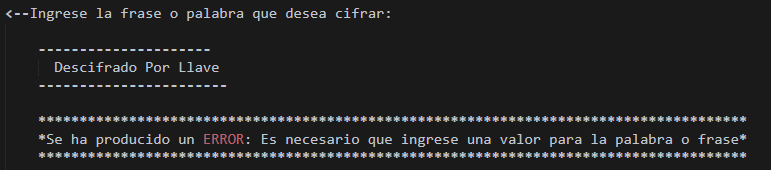 <--Ingrese la frase o palabra que desea cifrar:
---------------------
Descifrado Por Llave
-----------------------
**************************************************************************************
*Se ha producido un ERROR: Es necesario que ingrese una valor para la palabra o frase*
**************************************************************************************